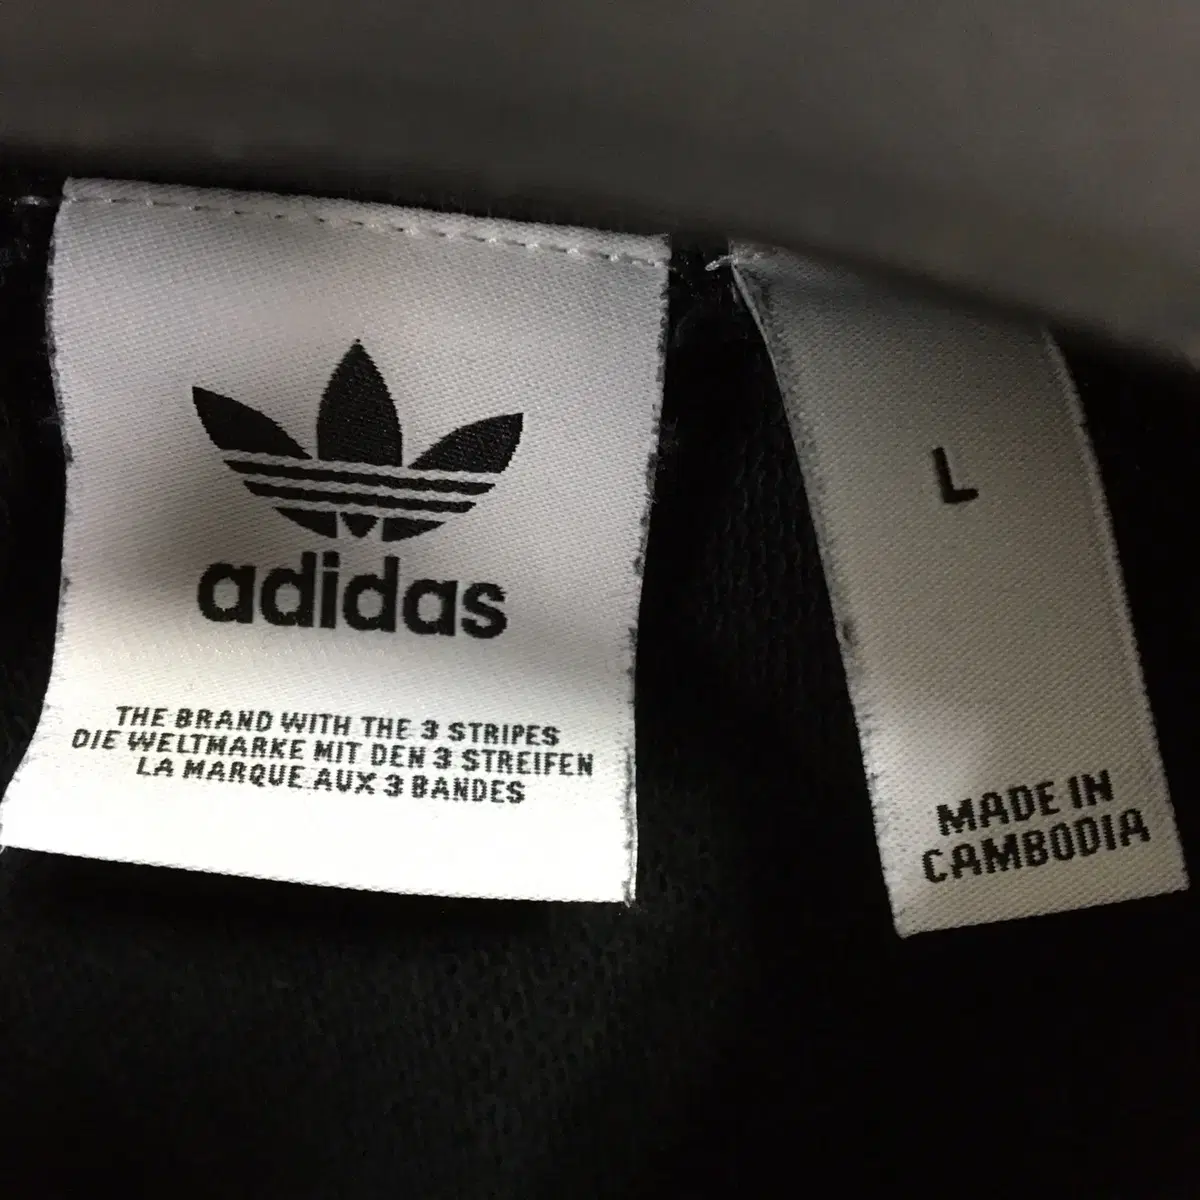 adidas
THE BRAND WITH THE 3 STRIPES
DIE WELTMARKE MIT DEN 3 STREIFEN
LA MARQUE AUX 3 BANDES
L
MADE IN
CAMBODIA